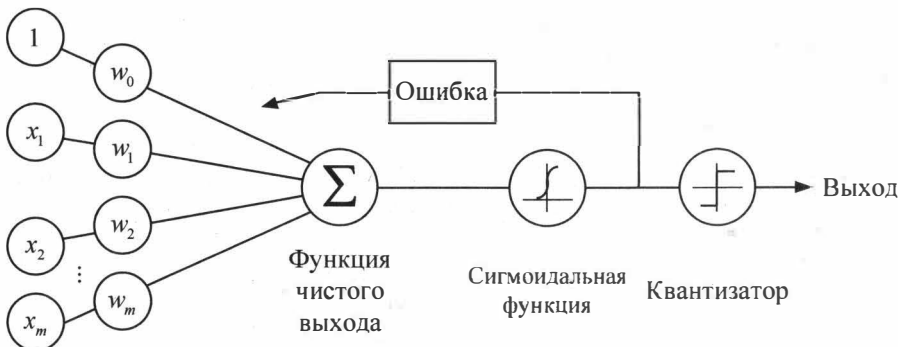 1
w₀
Ошибка
x₁
w₁
Σ
Выход
x₂
w₂
⋮
xₘ
wₘ
Функция
чистого
выхода
Сигмоидальная
функция
Квантизатор